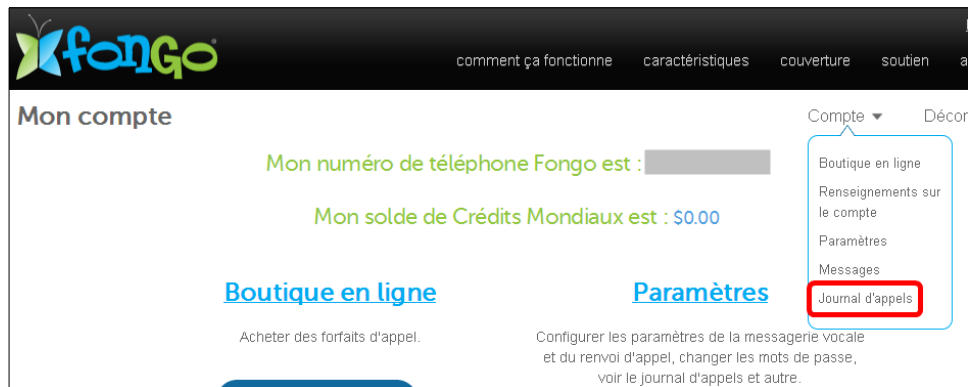 fongo
comment ça fonctionne caractéristiques couverture soutien
Mon compte
Compte
Mon numéro de téléphone Fongo est :
Mon solde de Crédits Mondiaux est : $0.00
Boutique en ligne
Renseignements sur
le compte
Paramètres
Messages
Journal d'appels
Boutique en ligne
Acheter des forfaits d'appel.
Paramètres
Configurer les paramètres de la messagerie vocale
et du renvoi d'appel, changer les mots de passe,
voir le journal d'appels et autre.